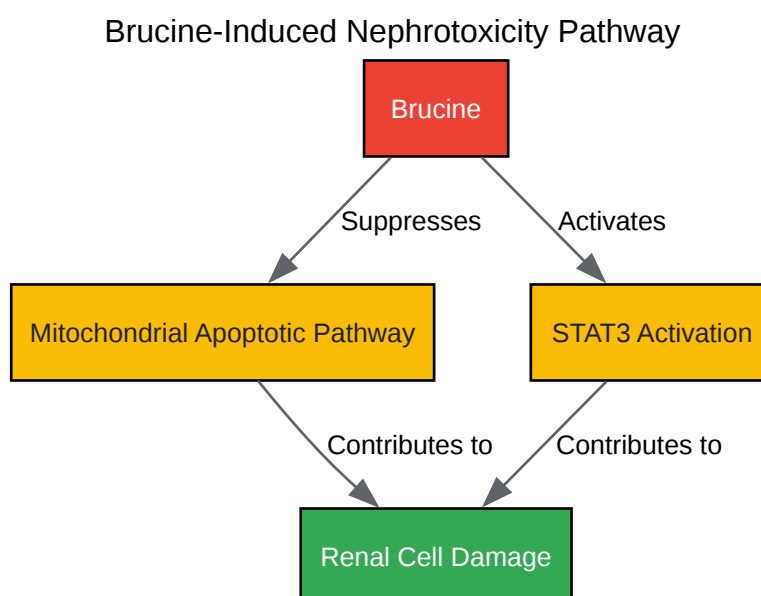 Brucine-Induced Nephrotoxicity Pathway
Brucine
Suppresses
Activates
Mitochondrial Apoptotic Pathway
STAT3 Activation
Contributes to
Contributes to
Renal Cell Damage